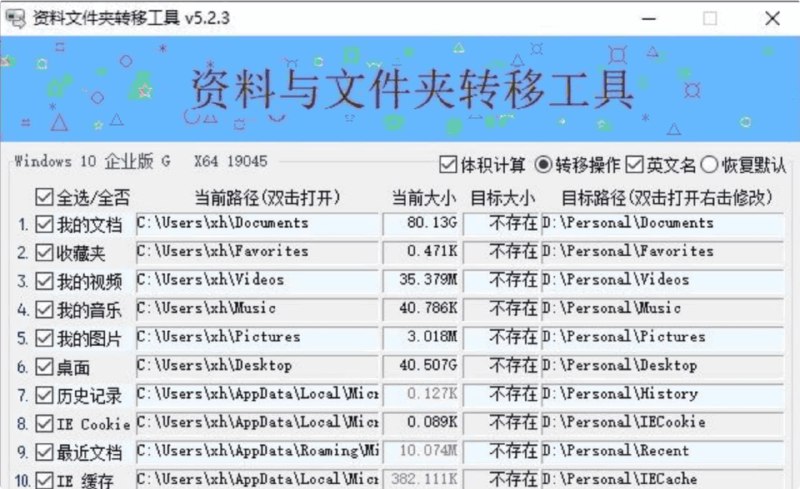 资料文件夹转移工具 v5.2.3
资料与文件夹转移工具
Windows 10 企业版 G X64 19045 体积计算 转移操作 英文名 恢复默认
全选/全否 当前路径(双击打开) 当前大小 目标大小 目标路径(双击打开右击修改)
1. 我的文档 C:\Users\xh\Documents 80.13G 不存在 D:\Personal\Documents
2. 收藏夹 C:\Users\xh\Favorites 0.471K 不存在 D:\Personal\Favorites
3. 我的视频 C:\Users\xh\Videos 35.379M 不存在 D:\Personal\Videos
4. 我的音乐 C:\Users\xh\Music 40.786K 不存在 D:\Personal\Music
5. 我的图片 C:\Users\xh\Pictures 3.018M 不存在 D:\Personal\Pictures
6. 桌面 C:\Users\xh\Desktop 40.507G 不存在 D:\Personal\Desktop
7. 历史记录 C:\Users\xh\AppData\Local\Micr 0.127K 不存在 D:\Personal\History
8. IE Cookie C:\Users\xh\AppData\Local\Micr 0.089K 不存在 D:\Personal\IECookie
9. 最近文档 C:\Users\xh\AppData\Roaming\Mi 10.074M 不存在 D:\Personal\Recent
10. IE 缓存 C:\Users\xh\AppData\Local\Micr 382.111K 不存在 D:\Personal\IECache